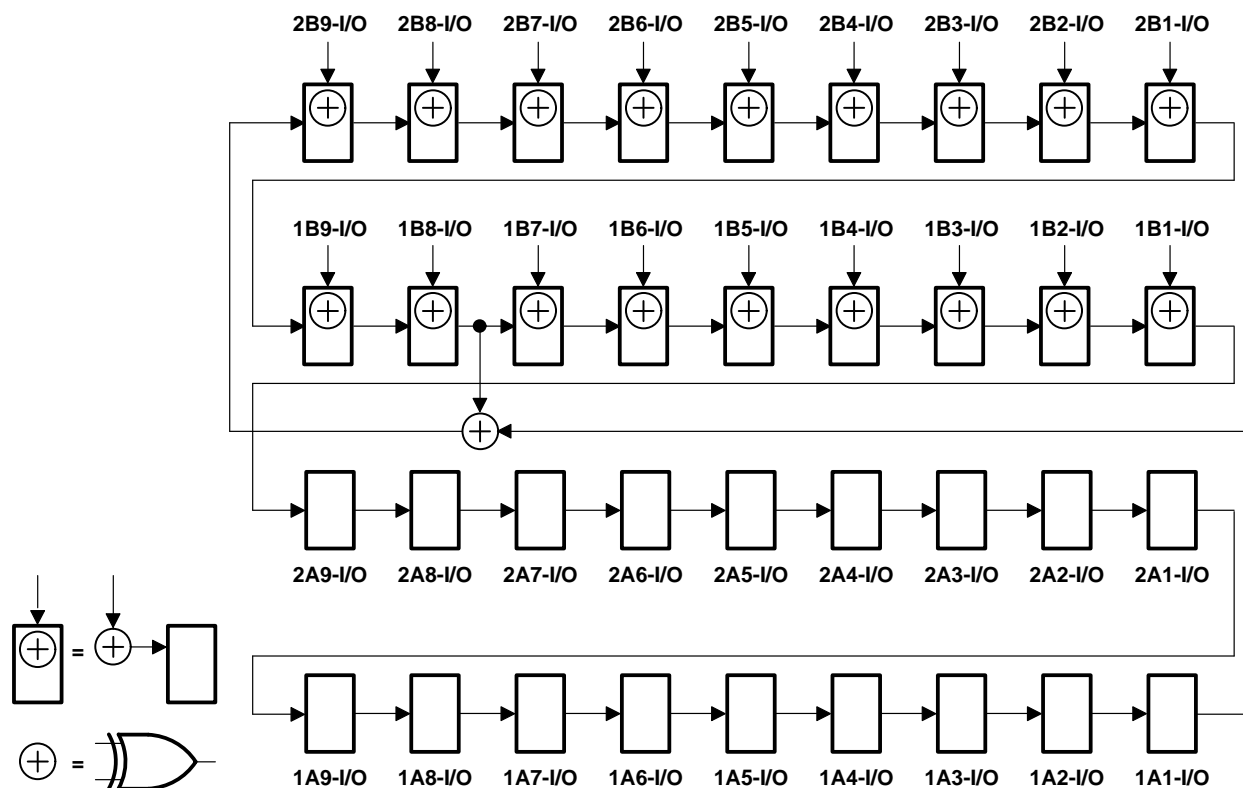 2B9-I/O 2B8-I/O 2B7-I/O 2B6-I/O 2B5-I/O 2B4-I/O 2B3-I/O 2B2-I/O 2B1-I/O
1B9-I/O 1B8-I/O 1B7-I/O 1B6-I/O 1B5-I/O 1B4-I/O 1B3-I/O 1B2-I/O 1B1-I/O
2A9-I/O 2A8-I/O 2A7-I/O 2A6-I/O 2A5-I/O 2A4-I/O 2A3-I/O 2A2-I/O 2A1-I/O
=
=
1A9-I/O 1A8-I/O 1A7-I/O 1A6-I/O 1A5-I/O 1A4-I/O 1A3-I/O 1A2-I/O 1A1-I/O